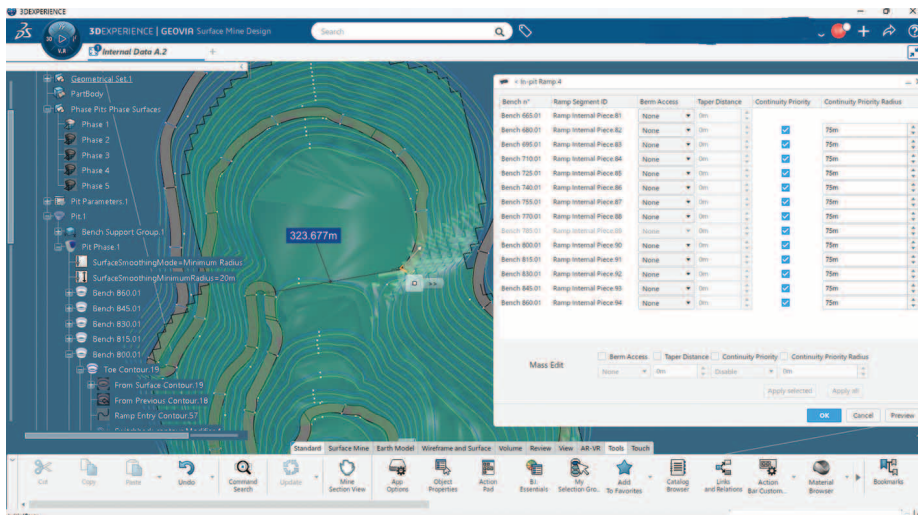 3DEXPERIENCE
3DEXPERIENCE | GEOVIA Surface Mine Design
Search
V.R
Internal Data A.2
Geometrical Set.1
PartBody
Phase Pits Phase Surfaces
Phase 1
Phase 2
Phase 3
Phase 4
Phase 5
Pit Parameters.1
Pit.1
Bench Support Group.1
Pit Phase.1
SurfaceSmoothingMode=Minimum Radius
SurfaceSmoothingMinimumRadius=20m
Bench 860.01
Bench 845.01
Bench 830.01
Bench 815.01
Bench 800.01
Toe Contour.19
From Surface Contour.19
From Previous Contour.18
Ramp Entry Contour.57
323.677m
In-pit Ramp.4
Bench n° Ramp Segment ID Berm Access Taper Distance Continuity Priority Continuity Priority Radius
Bench 665.01 Ramp Internal Piece.81 None 0m
Bench 680.01 Ramp Internal Piece.82 None 0m 75m
Bench 695.01 Ramp Internal Piece.83 None 0m 75m
Bench 710.01 Ramp Internal Piece.84 None 0m 75m
Bench 725.01 Ramp Internal Piece.85 None 0m 75m
Bench 740.01 Ramp Internal Piece.86 None 0m 75m
Bench 755.01 Ramp Internal Piece.87 None 0m 75m
Bench 770.01 Ramp Internal Piece.88 None 0m 75m
Bench 785.01 Ramp Internal Piece.89 None 0m 75m
Bench 800.01 Ramp Internal Piece.90 None 0m 75m
Bench 815.01 Ramp Internal Piece.91 None 0m 75m
Bench 830.01 Ramp Internal Piece.92 None 0m 75m
Bench 845.01 Ramp Internal Piece.93 None 0m 75m
Bench 860.01 Ramp Internal Piece.94 None 0m 75m
Mass Edit
Berm Access Taper Distance Continuity Priority Continuity Priority Radius
None 0m Disable 0m
Apply selected Apply all
OK Cancel Preview
Standard Surface Mine Earth Model Wireframe and Surface Volume Review View AR-VR Tools Touch
Cut Copy Paste Undo Command Search Update Mine Section View App Options Object Properties Action Pad B.I. Essentials My Selection Gro.. Add To Favorites Catalog Browser Links and Relations Action Bar Custom.. Material Browser Bookmarks